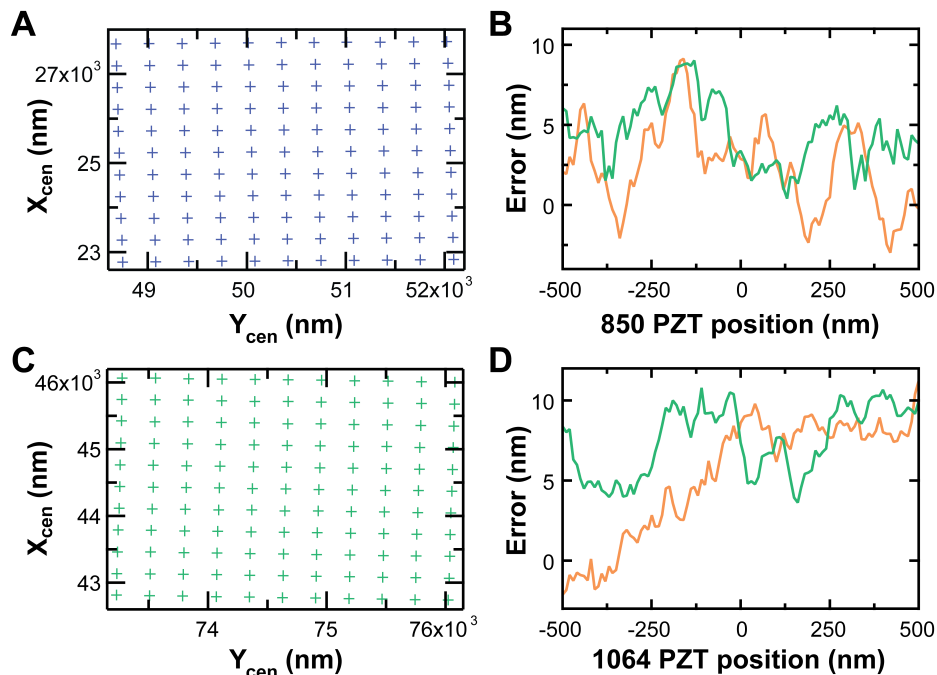 A
X_cen (nm)
27x10³
25
23
49
50
51
52x10³
Y_cen (nm)
B
Error (nm)
10
5
0
-500
-250
0
250
500
850 PZT position (nm)
C
X_cen (nm)
46x10³
45
44
43
74
75
76x10³
Y_cen (nm)
D
Error (nm)
10
5
0
-500
-250
0
250
500
1064 PZT position (nm)